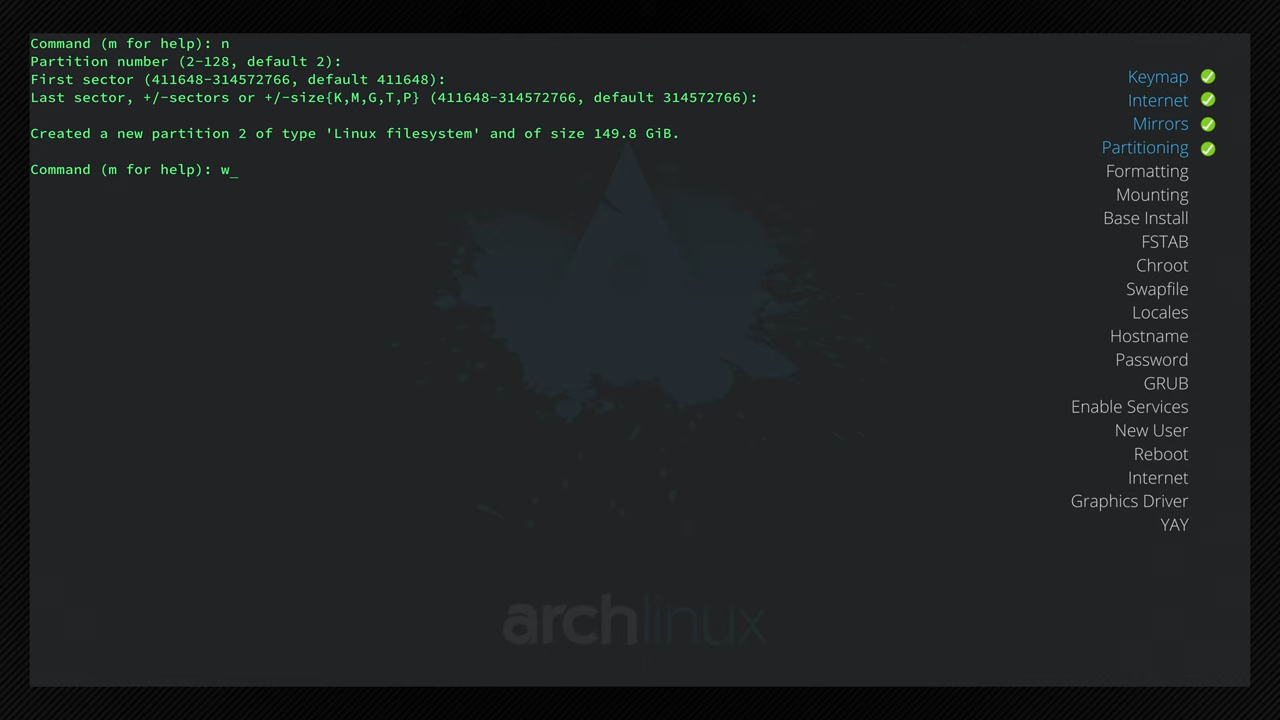 Command (m for help): n
Partition number (2-128, default 2):
First sector (411648-314572766, default 411648):
Last sector, +/-sectors or +/-size{K,M,G,T,P} (411648-314572766, default 314572766):
Created a new partition 2 of type 'Linux filesystem' and of size 149.8 GiB.
Command (m for help): w_
Keymap
Internet
Mirrors
Partitioning
Formatting
Mounting
Base Install
FSTAB
Chroot
Swapfile
Locales
Hostname
Password
GRUB
Enable Services
New User
Reboot
Internet
Graphics Driver
YAY
archlinux